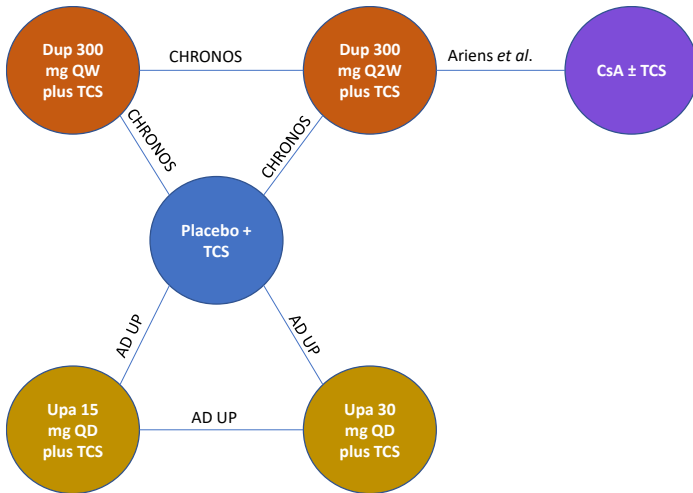 Dup 300
mg QW
plus TCS
CHRONOS
Dup 300
mg Q2W
plus TCS
Ariens et al.
CsA ± TCS
CHRONOS
CHRONOS
Placebo +
TCS
AD UP
AD UP
Upa 15
mg QD
plus TCS
AD UP
Upa 30
mg QD
plus TCS